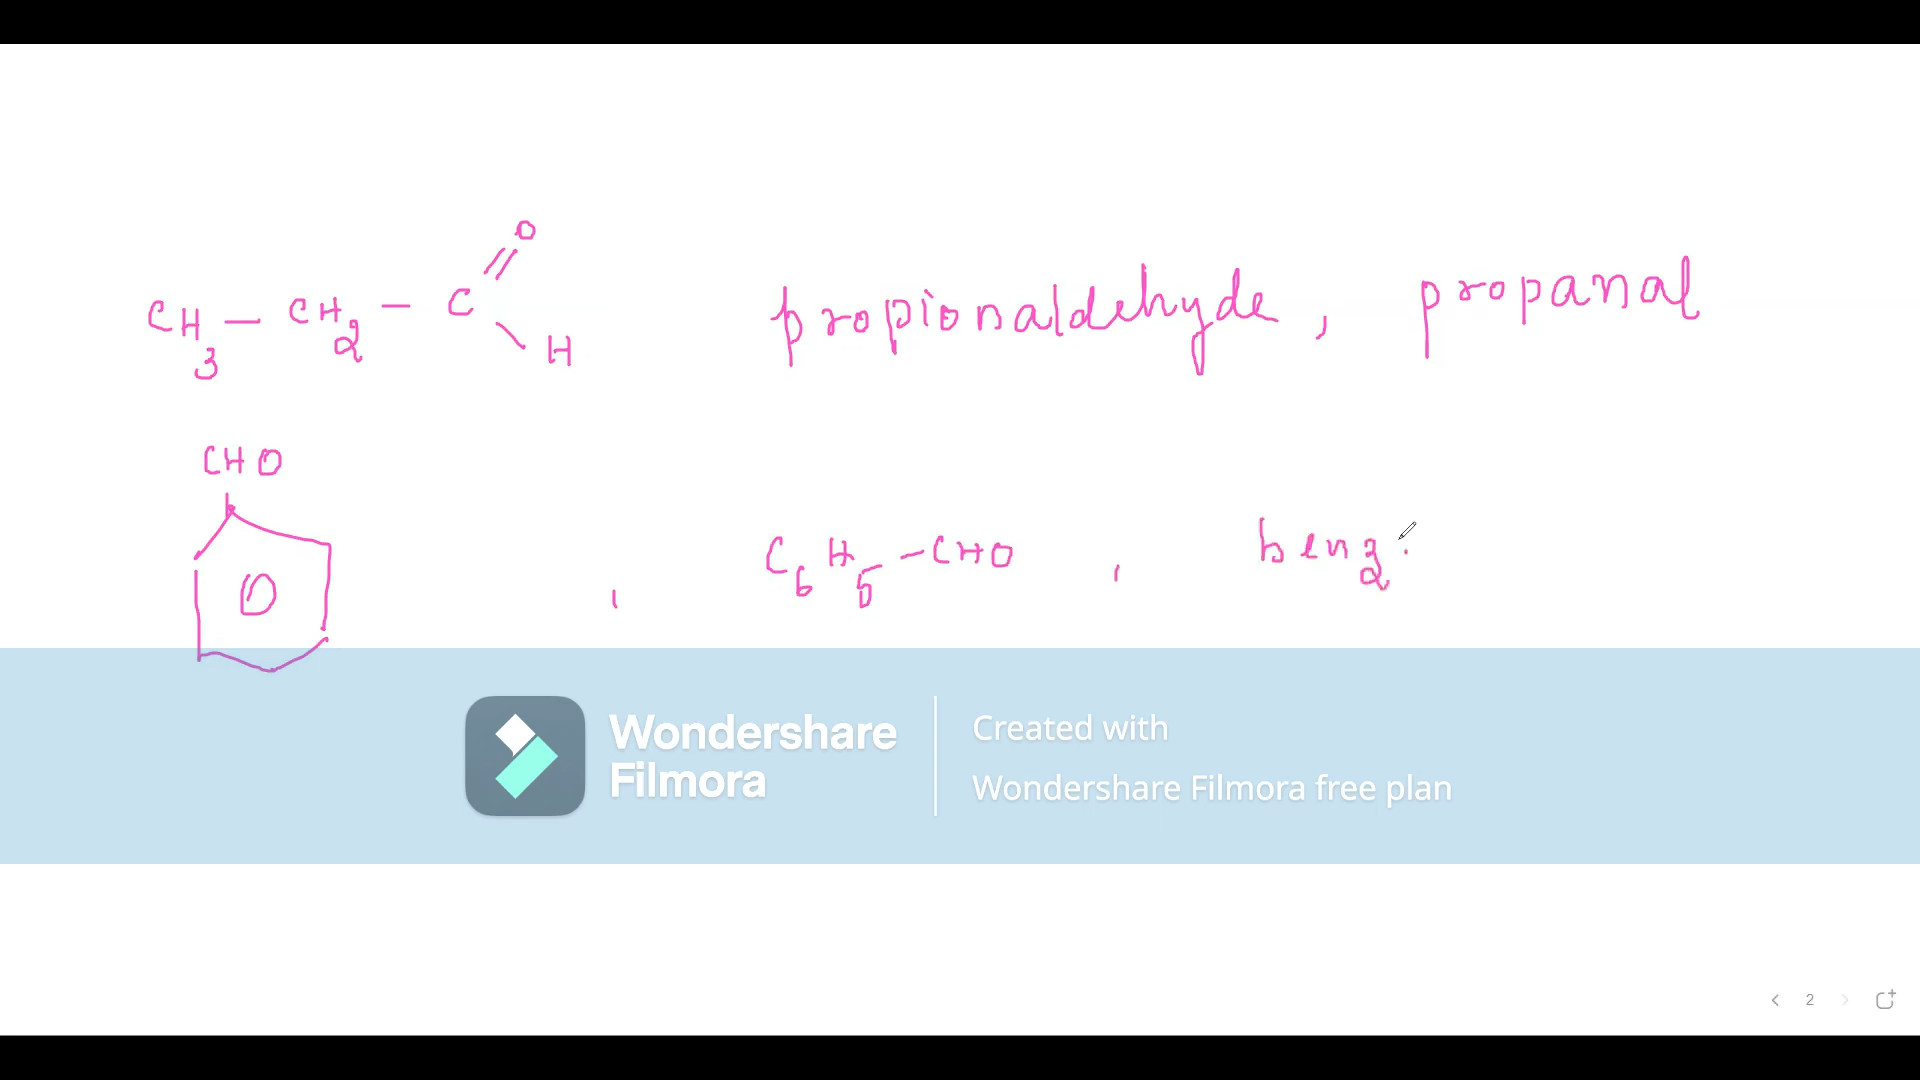 O
CH3 — CH2 — C propionaldehyde, propanal
H
CHO
, C6H5-CHO , benz
Wondershare Filmora
Created with
Wondershare Filmora free plan
2